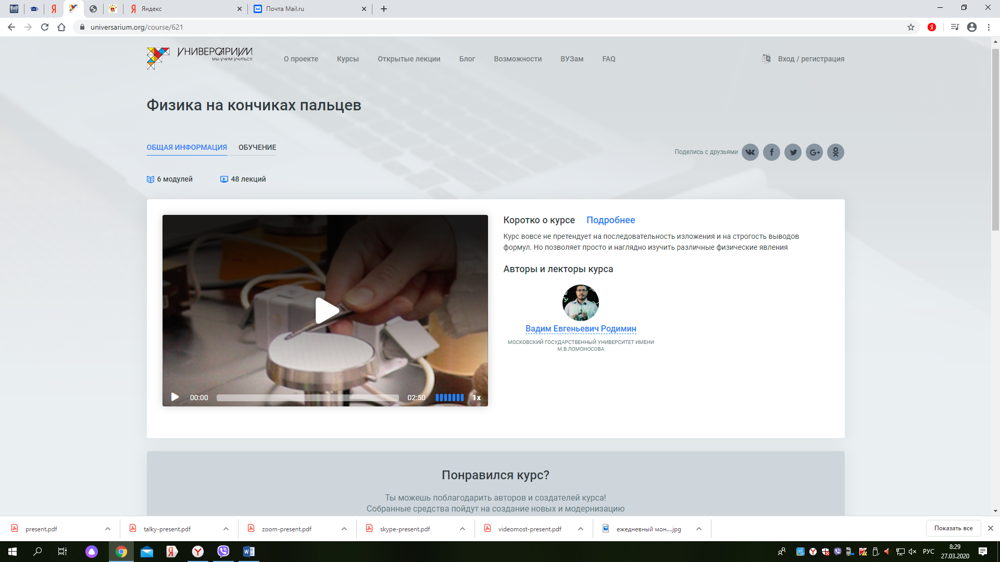 Яндекс
Почта Mail.ru
universarium.org/course/621
УНИВЕРСАРИУМ
мы учим учиться
О проекте
Курсы
Открытые лекции
Блог
Возможности
ВУЗам
FAQ
Вход / регистрация
Физика на кончиках пальцев
ОБЩАЯ ИНФОРМАЦИЯ
ОБУЧЕНИЕ
Поделись с друзьями
6 модулей
48 лекций
Коротко о курсе
Подробнее
Курс вовсе не претендует на последовательность изложения и на строгость выводов
формул. Но позволяет просто и наглядно изучить различные физические явления
Авторы и лекторы курса
Вадим Евгеньевич Родимин
МОСКОВСКИЙ ГОСУДАРСТВЕННЫЙ УНИВЕРСИТЕТ ИМЕНИ
М.В.ЛОМОНОСОВА
00:00
02:50
1x
Понравился курс?
Ты можешь поблагодарить авторов и создателей курса!
Собранные средства пойдут на создание новых и модернизацию
present.pdf
talky-present.pdf
zoom-present.pdf
skype-present.pdf
videomost-present.pdf
ежедневный мон....jpg
Показать все
РУС
8:29
27.03.2020